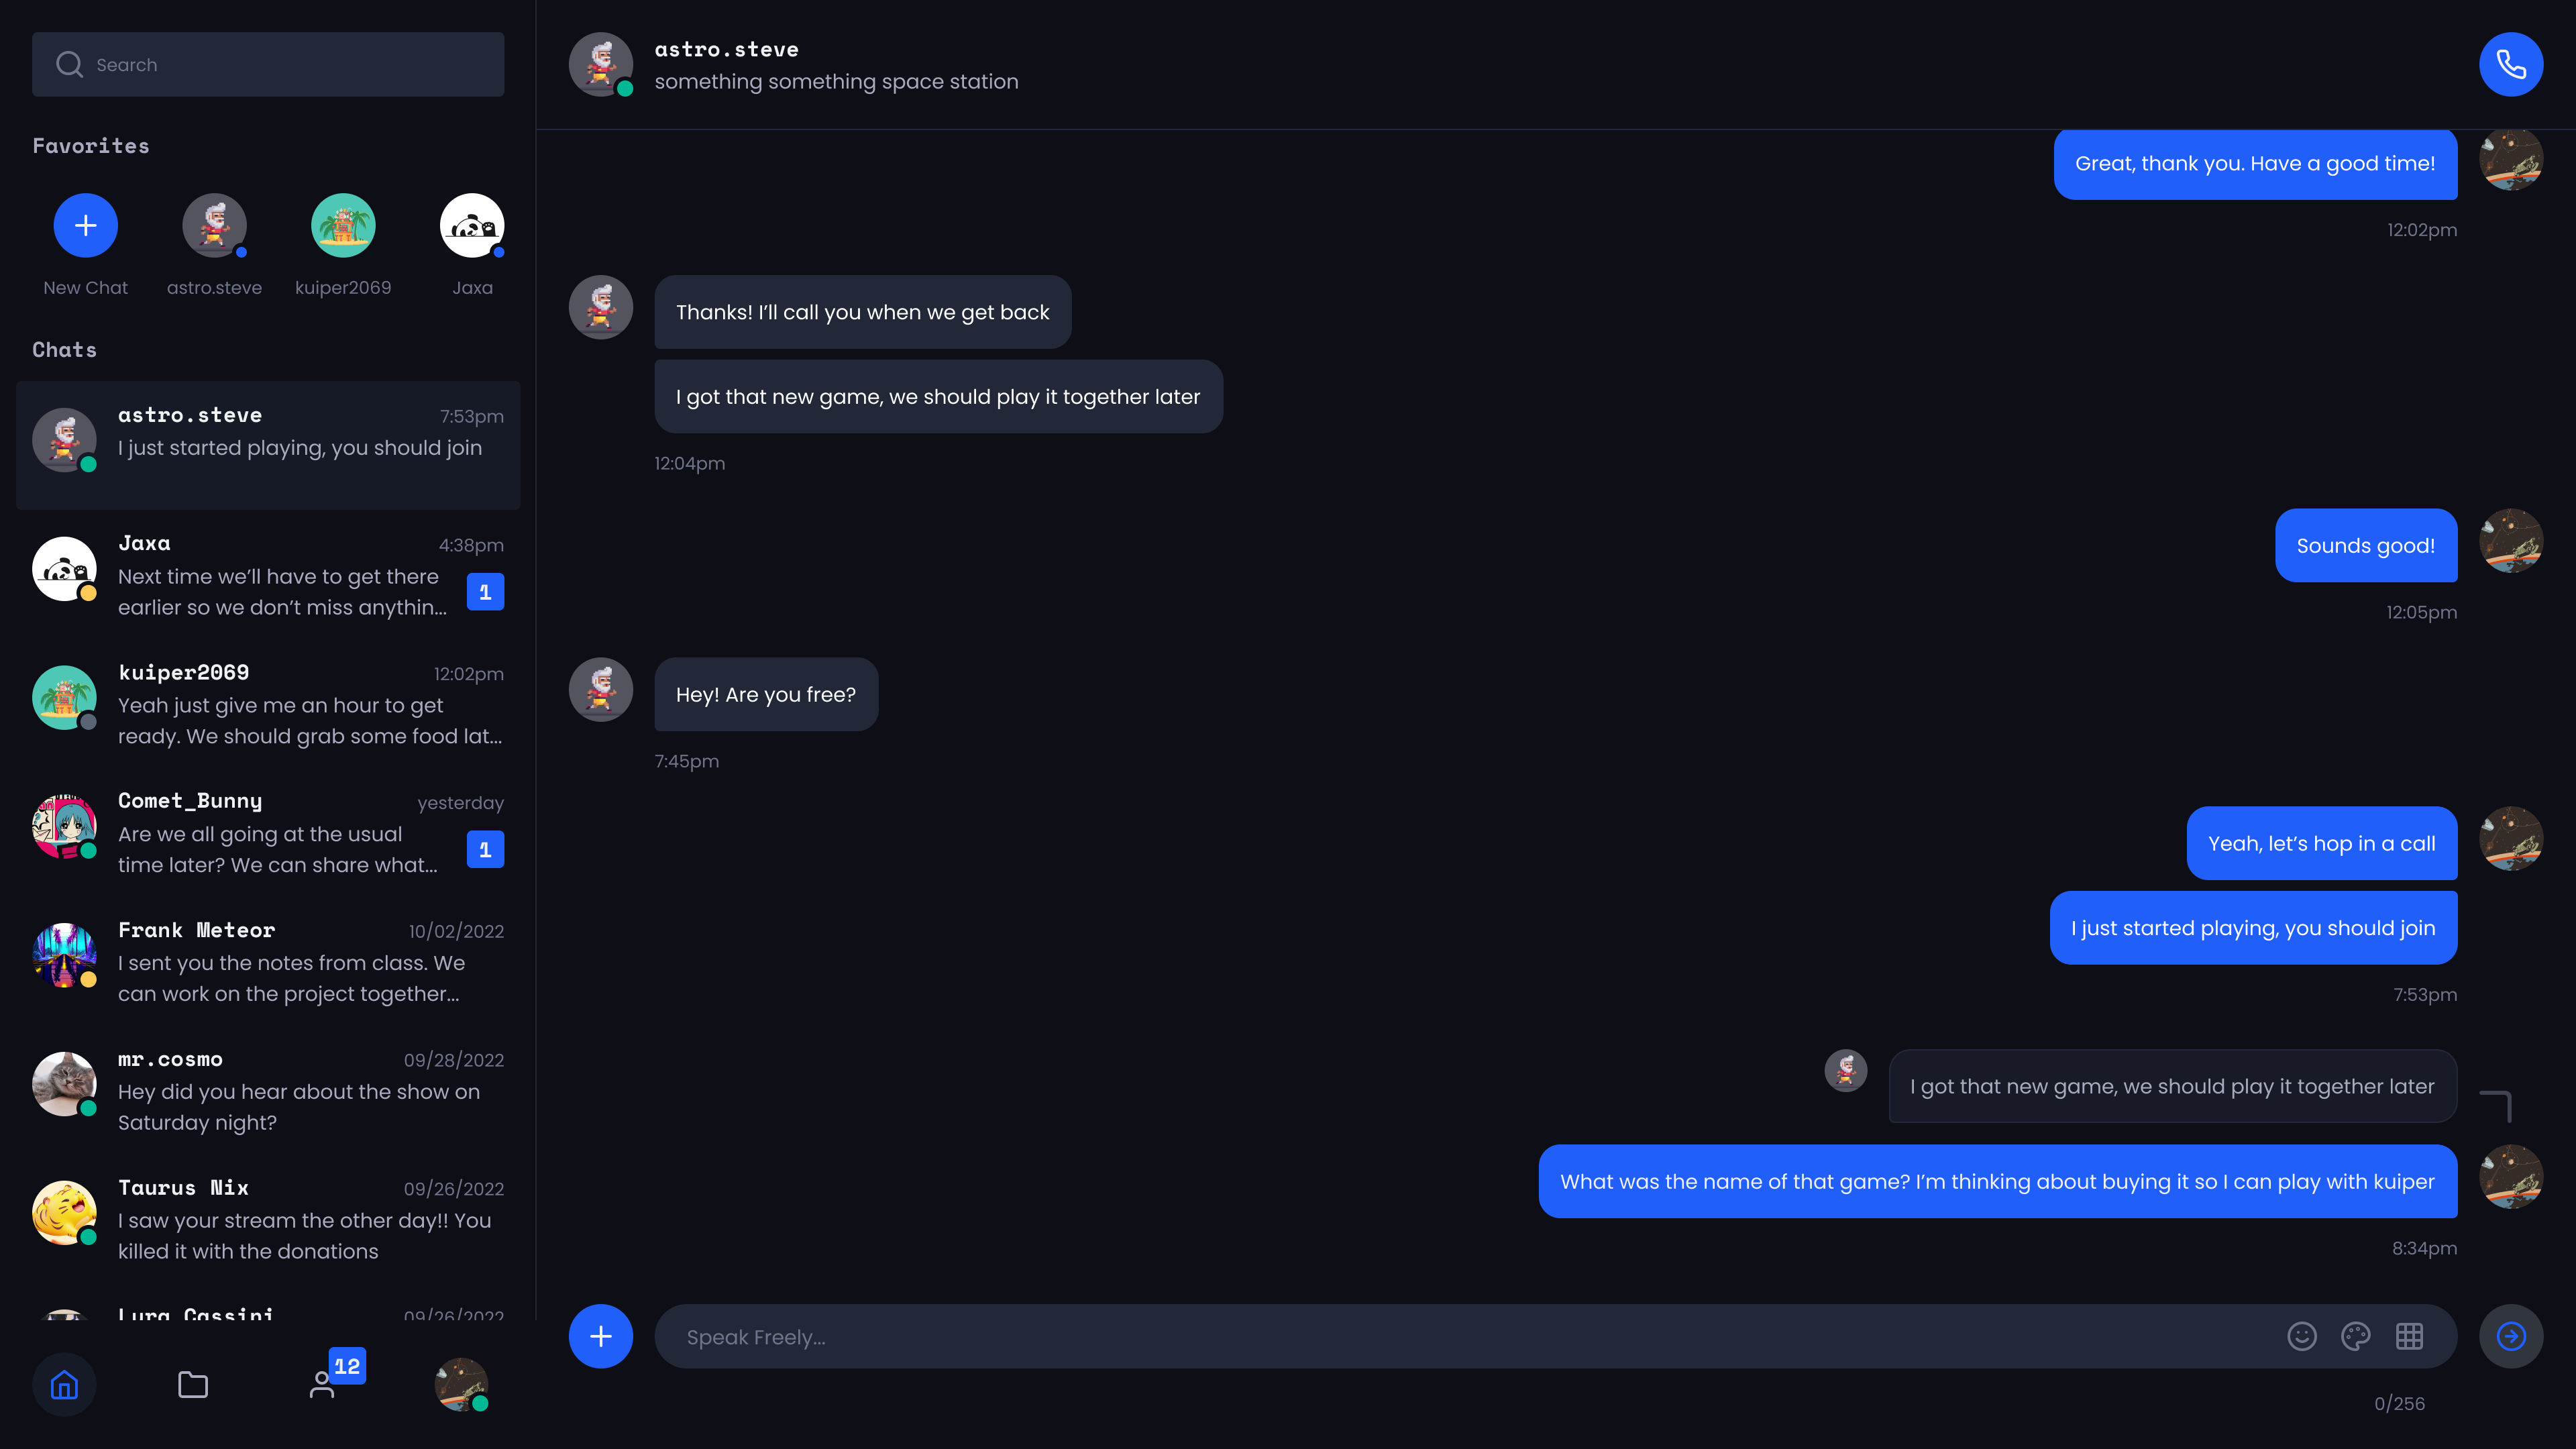 Search
Favorites
New Chat
astro.steve
kuiper2069
Jaxa
Chats
astro.steve
7:53pm
I just started playing, you should join
Jaxa
4:38pm
Next time we’ll have to get there
earlier so we don’t miss anythin...
1
kuiper2069
12:02pm
Yeah just give me an hour to get
ready. We should grab some food lat...
Comet_Bunny
yesterday
Are we all going at the usual
time later? We can share what...
1
Frank Meteor
10/02/2022
I sent you the notes from class. We
can work on the project together...
mr.cosmo
09/28/2022
Hey did you hear about the show on
Saturday night?
Taurus Nix
09/26/2022
I saw your stream the other day!! You
killed it with the donations
Lura Cassini
09/26/2022
12
astro.steve
something something space station
Great, thank you. Have a good time!
12:02pm
Thanks! I’ll call you when we get back
I got that new game, we should play it together later
12:04pm
Sounds good!
12:05pm
Hey! Are you free?
7:45pm
Yeah, let’s hop in a call
I just started playing, you should join
7:53pm
I got that new game, we should play it together later
What was the name of that game? I’m thinking about buying it so I can play with kuiper
8:34pm
Speak Freely...
0/256